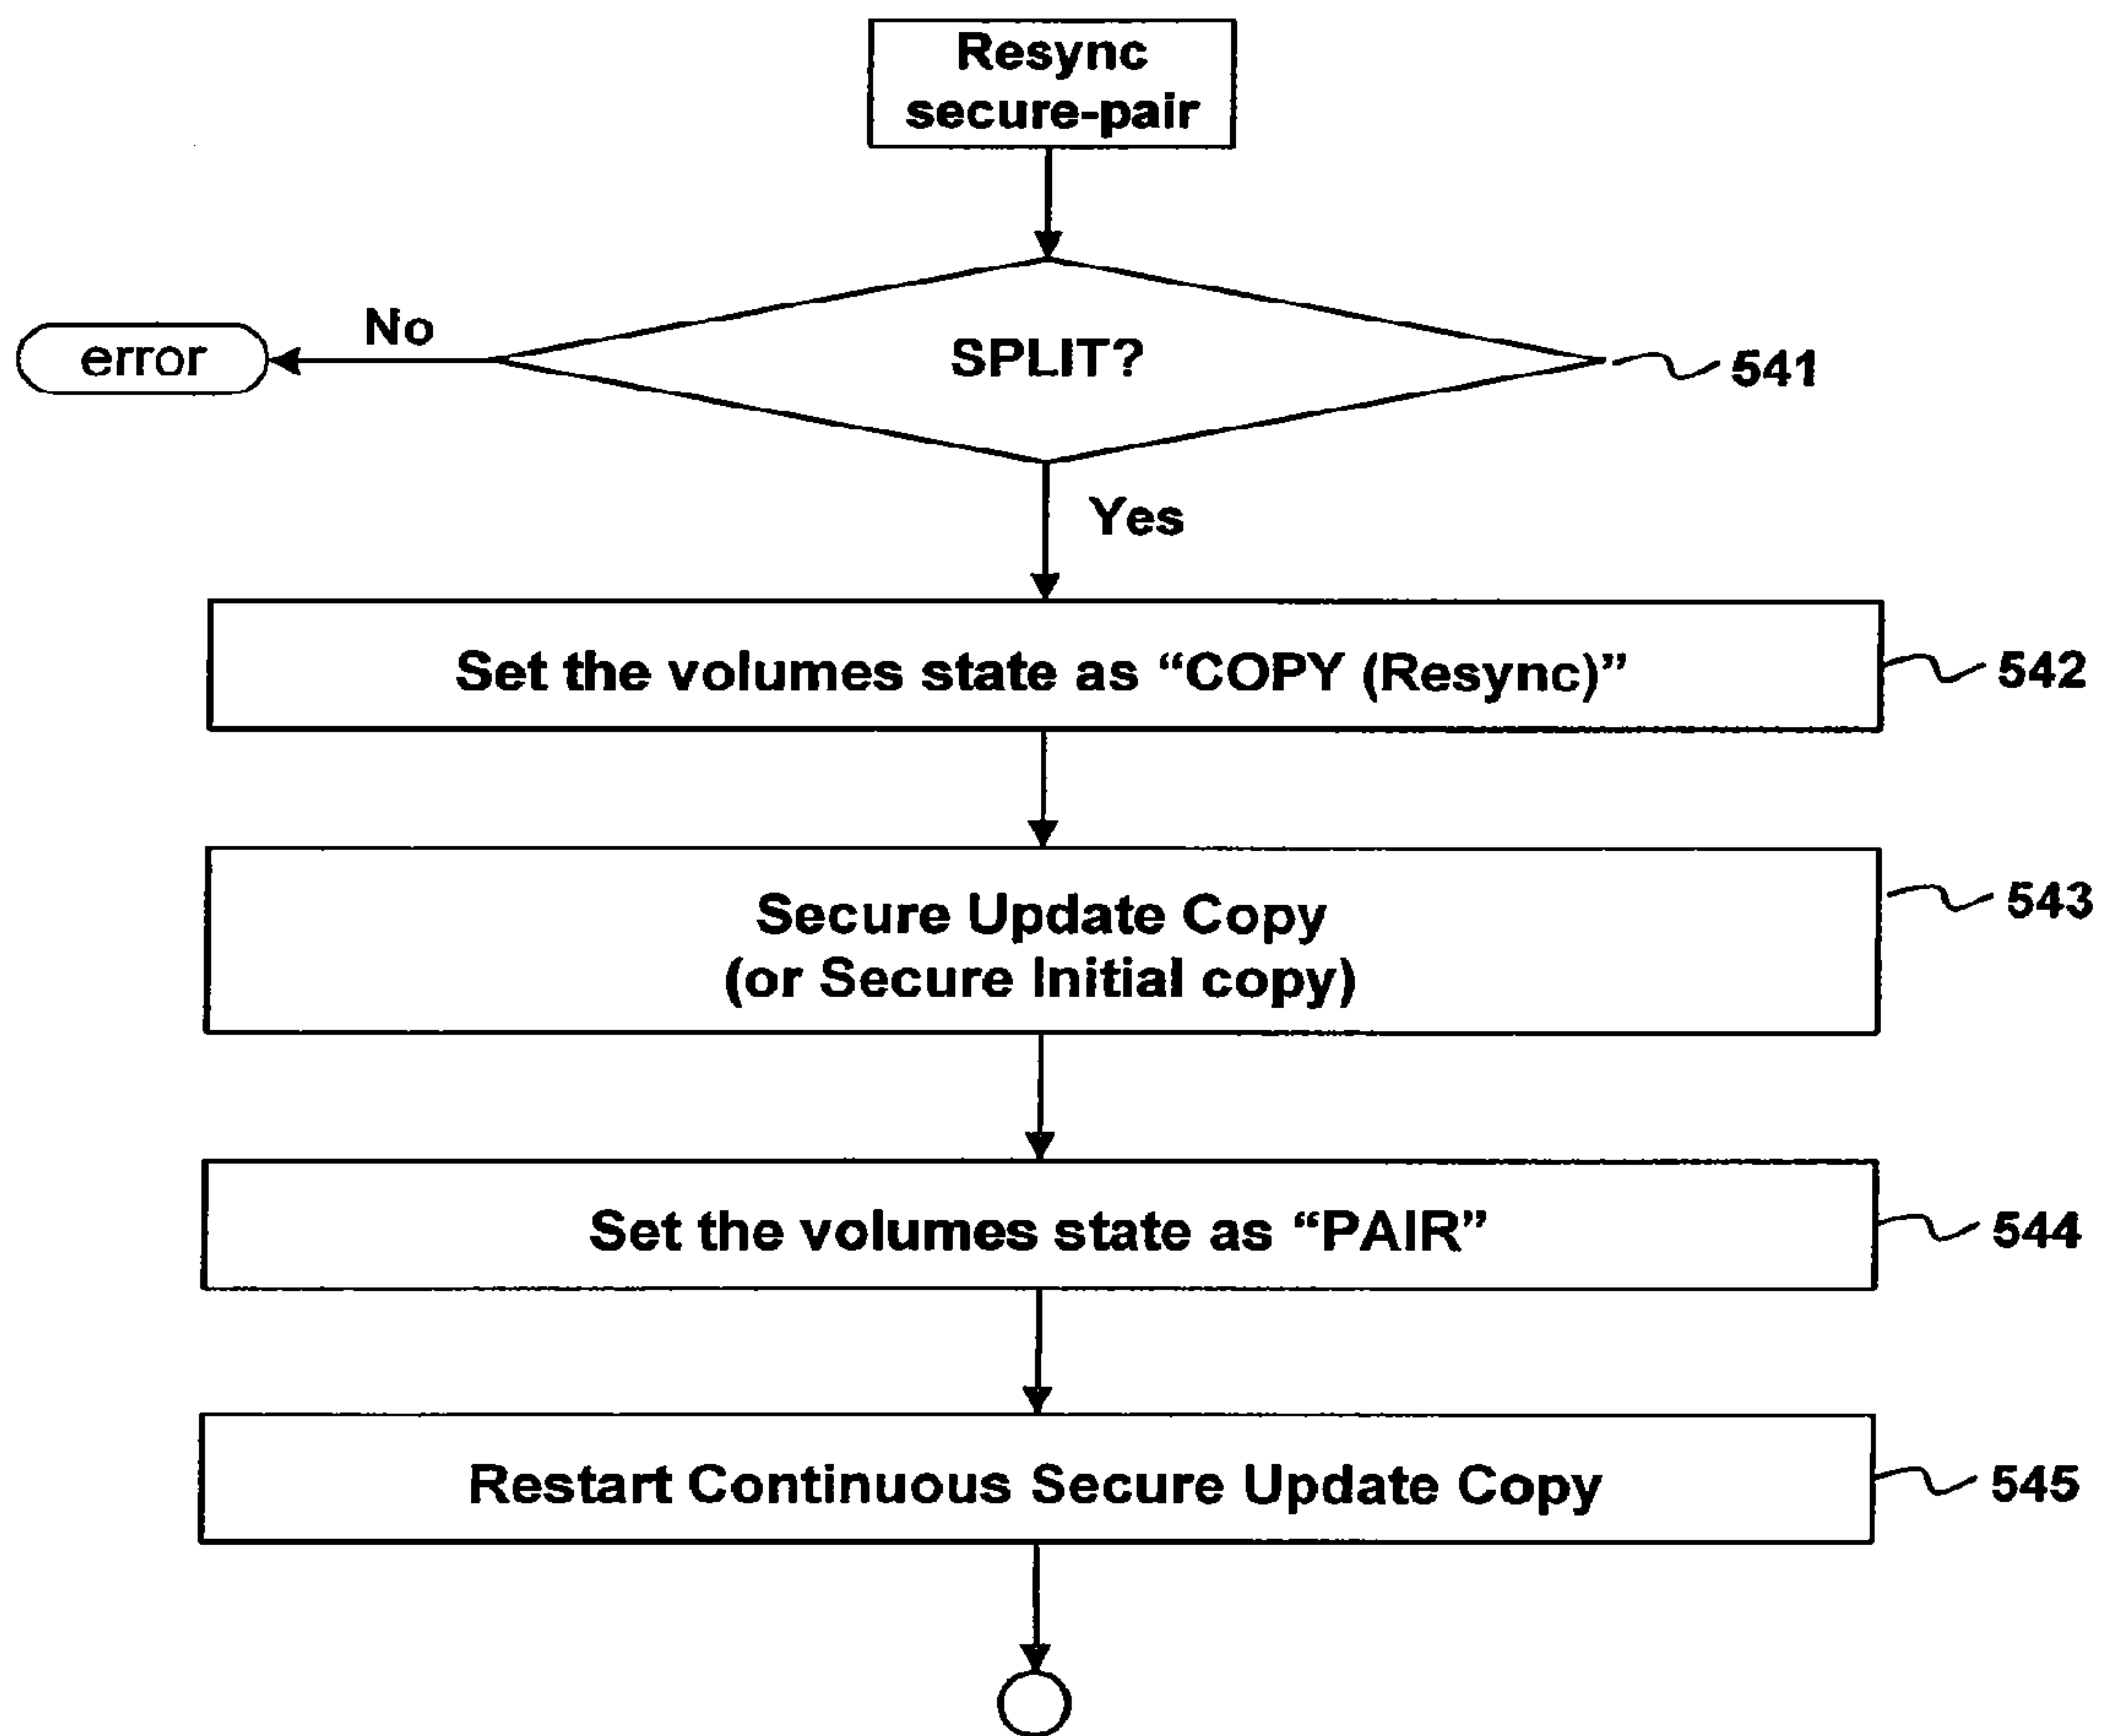 Resync
secure-pair
SPLIT?
541
No
error
Yes
Set the volumes state as “COPY (Resync)”
542
Secure Update Copy
(or Secure Initial copy)
543
Set the volumes state as “PAIR”
544
Restart Continuous Secure Update Copy
545